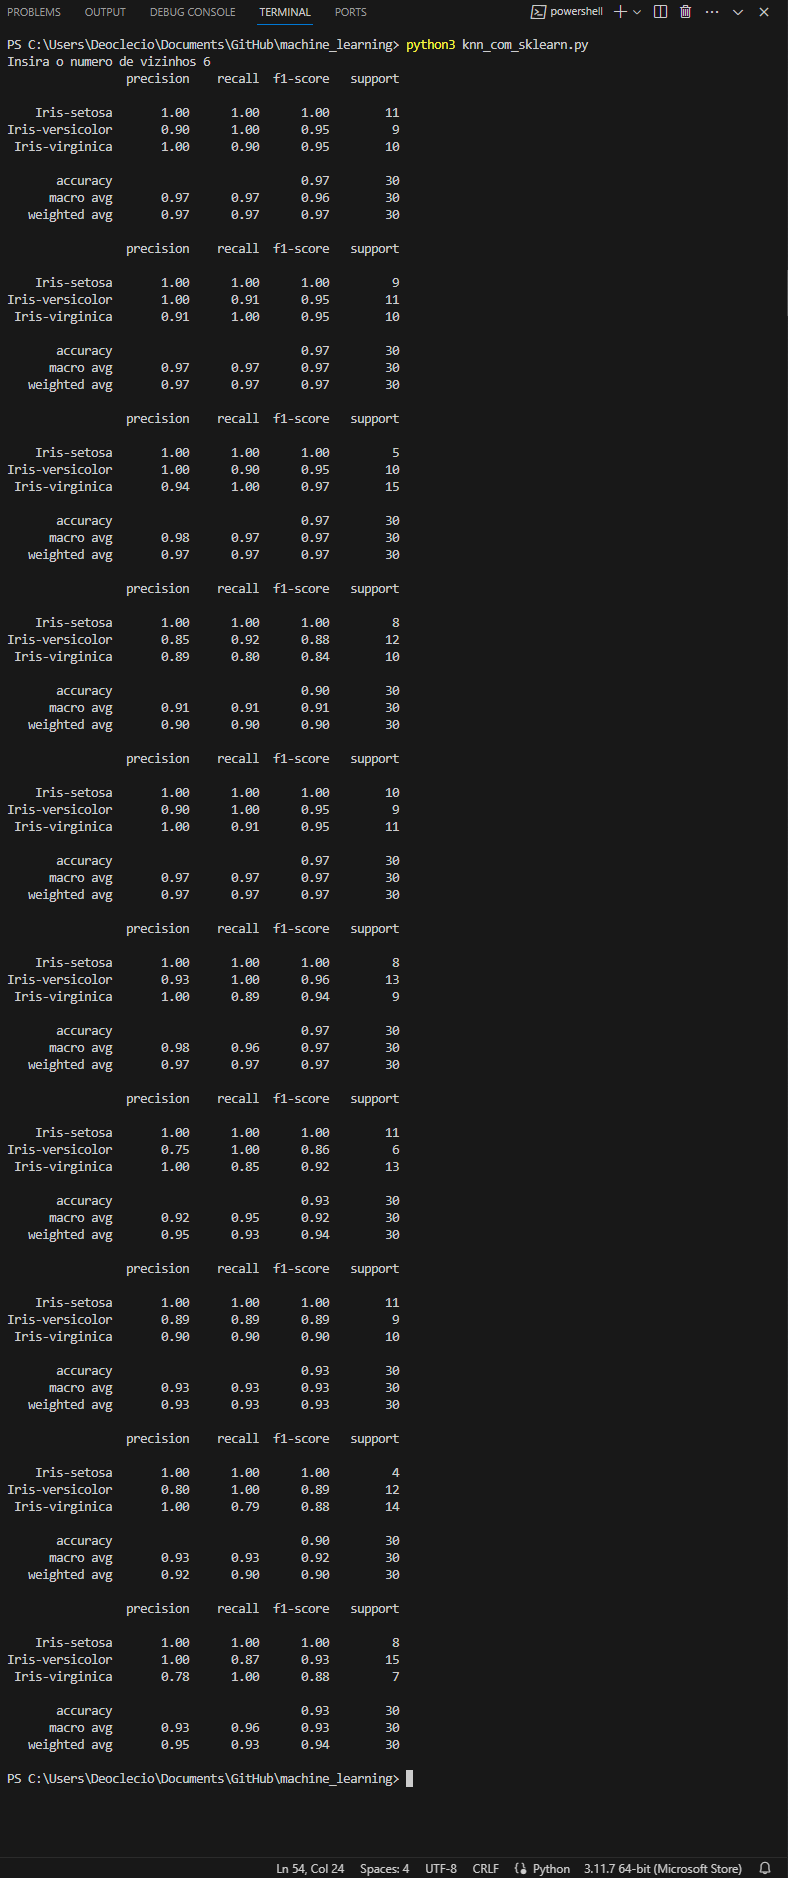 PROBLEMS OUTPUT DEBUG CONSOLE TERMINAL PORTS powershell
PS C:\Users\Deoclecio\Documents\GitHub\machine_learning> python3 knn_com_sklearn.py
Insira o numero de vizinhos 6
precision recall f1-score support
Iris-setosa 1.00 1.00 1.00 11
Iris-versicolor 0.90 1.00 0.95 9
Iris-virginica 1.00 0.90 0.95 10
accuracy 0.97 30
macro avg 0.97 0.97 0.96 30
weighted avg 0.97 0.97 0.97 30
precision recall f1-score support
Iris-setosa 1.00 1.00 1.00 9
Iris-versicolor 1.00 0.91 0.95 11
Iris-virginica 0.91 1.00 0.95 10
accuracy 0.97 30
macro avg 0.97 0.97 0.97 30
weighted avg 0.97 0.97 0.97 30
precision recall f1-score support
Iris-setosa 1.00 1.00 1.00 5
Iris-versicolor 1.00 0.90 0.95 10
Iris-virginica 0.94 1.00 0.97 15
accuracy 0.97 30
macro avg 0.98 0.97 0.97 30
weighted avg 0.97 0.97 0.97 30
precision recall f1-score support
Iris-setosa 1.00 1.00 1.00 8
Iris-versicolor 0.85 0.92 0.88 12
Iris-virginica 0.89 0.80 0.84 10
accuracy 0.90 30
macro avg 0.91 0.91 0.91 30
weighted avg 0.90 0.90 0.90 30
precision recall f1-score support
Iris-setosa 1.00 1.00 1.00 10
Iris-versicolor 0.90 1.00 0.95 9
Iris-virginica 1.00 0.91 0.95 11
accuracy 0.97 30
macro avg 0.97 0.97 0.97 30
weighted avg 0.97 0.97 0.97 30
precision recall f1-score support
Iris-setosa 1.00 1.00 1.00 8
Iris-versicolor 0.93 1.00 0.96 13
Iris-virginica 1.00 0.89 0.94 9
accuracy 0.97 30
macro avg 0.98 0.96 0.97 30
weighted avg 0.97 0.97 0.97 30
precision recall f1-score support
Iris-setosa 1.00 1.00 1.00 11
Iris-versicolor 0.75 1.00 0.86 6
Iris-virginica 1.00 0.85 0.92 13
accuracy 0.93 30
macro avg 0.92 0.95 0.92 30
weighted avg 0.95 0.93 0.94 30
precision recall f1-score support
Iris-setosa 1.00 1.00 1.00 11
Iris-versicolor 0.89 0.89 0.89 9
Iris-virginica 0.90 0.90 0.90 10
accuracy 0.93 30
macro avg 0.93 0.93 0.93 30
weighted avg 0.93 0.93 0.93 30
precision recall f1-score support
Iris-setosa 1.00 1.00 1.00 4
Iris-versicolor 0.80 1.00 0.89 12
Iris-virginica 1.00 0.79 0.88 14
accuracy 0.90 30
macro avg 0.93 0.93 0.92 30
weighted avg 0.92 0.90 0.90 30
precision recall f1-score support
Iris-setosa 1.00 1.00 1.00 8
Iris-versicolor 1.00 0.87 0.93 15
Iris-virginica 0.78 1.00 0.88 7
accuracy 0.93 30
macro avg 0.93 0.96 0.93 30
weighted avg 0.95 0.93 0.94 30
PS C:\Users\Deoclecio\Documents\GitHub\machine_learning>
Ln 54, Col 24 Spaces: 4 UTF-8 CRLF Python 3.11.7 64-bit (Microsoft Store)